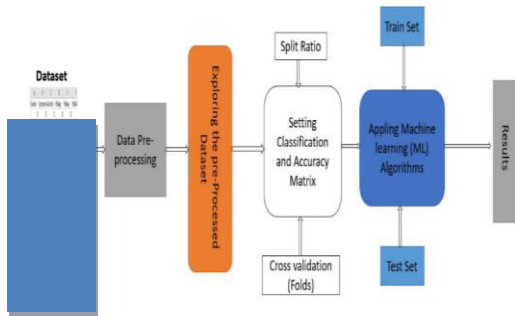 Dataset
Data Pre-
processing
Exploring the pre-Processed
Dataset
Split Ratio
Setting
Classification
and Accuracy
Matrix
Cross validation
(Folds)
Train Set
Appling Machine
learning (ML)
Algorithms
Test Set
Results